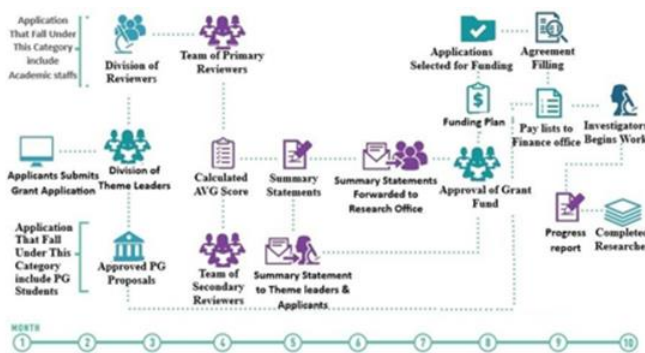 Application
That Fall Under
This Category
include
Academic staffs
Division of
Reviewers
Team of Primary
Reviewers
Applications
Selected for Funding
Agreement
Filling
Funding Plan
Pay lists to
Finance office
Investigators
Begins Work
Applicants Submits
Grant Application
Division of
Theme Leaders
Calculated
AVG Score
Summary
Statements
Summary Statements
Forwarded to
Research Office
Approval of Grant
Fund
Application
That Fall
Under This
Category
include PG
Students
Approved PG
Proposals
Team of
Secondary
Reviewers
Summary Statement
to Theme leaders &
Applicants
Progress
report
Completed
Researches
MONTH
1 2 3 4 5 6 7 8 9 10